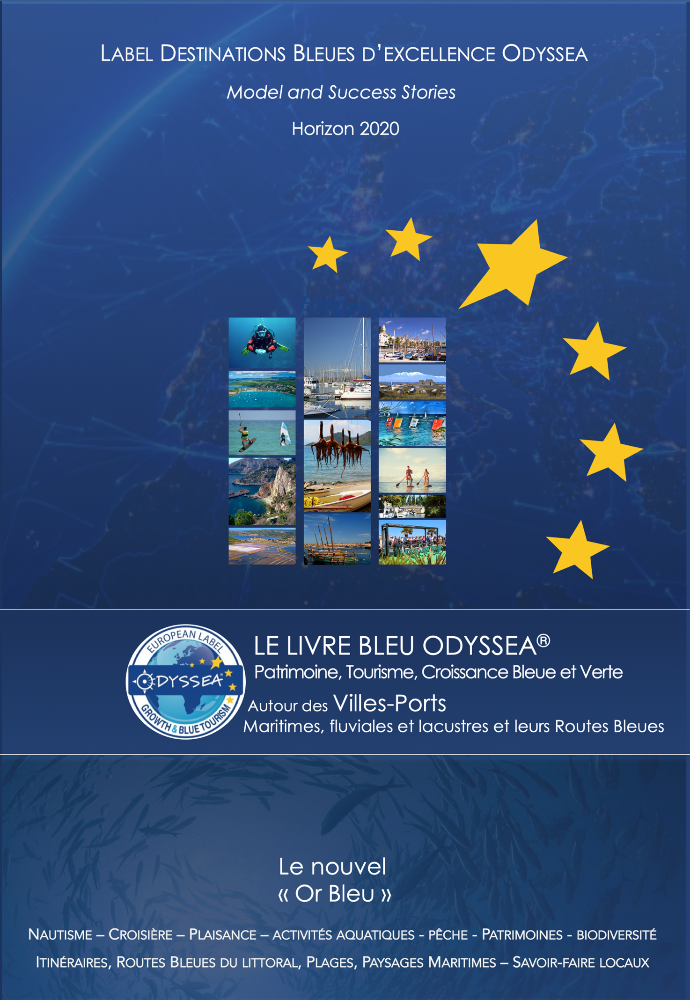 LABEL DESTINATIONS BLEUES D'EXCELLENCE ODYSSEA
Model and Success Stories
Horizon 2020
EUROPEAN
EUROPEAN LABEL
ODYSSEA®
GROWTH & BLUE TOURISM
LE LIVRE BLEU ODYSSEA®
Patrimoine, Tourisme, Croissance Bleue et Verte
Autour des Villes-Ports
Maritimes, fluviales et lacustres et leurs Routes Bleues
Le nouvel
« Or Bleu »
NAUTISME – CROISIÈRE – PLAISANCE – ACTIVITÉS AQUATIQUES - PÊCHE - PATRIMOINES - BIODIVERSITÉ
ITINÉRAIRES, ROUTES BLEUES DU LITTORAL, PLAGES, PAYSAGES MARITIMES – SAVOIR-FAIRE LOCAUX